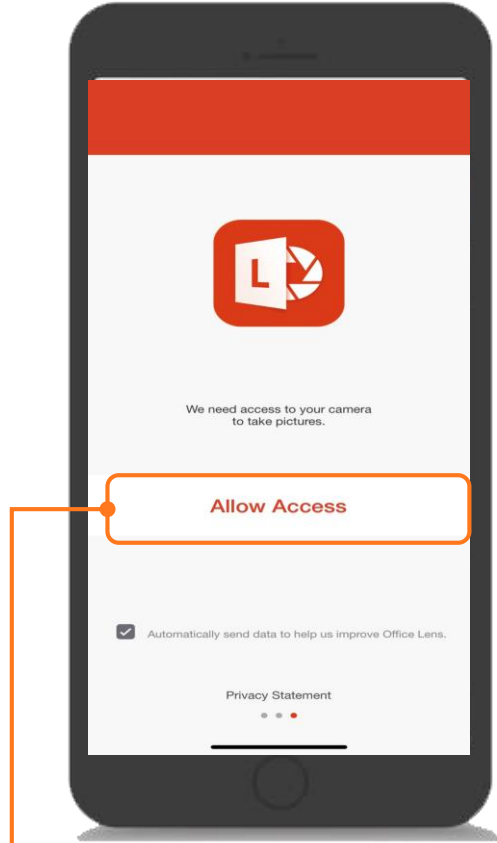 L
We need access to your camera
to take pictures.
Allow Access
Automatically send data to help us improve Office Lens.
Privacy Statement